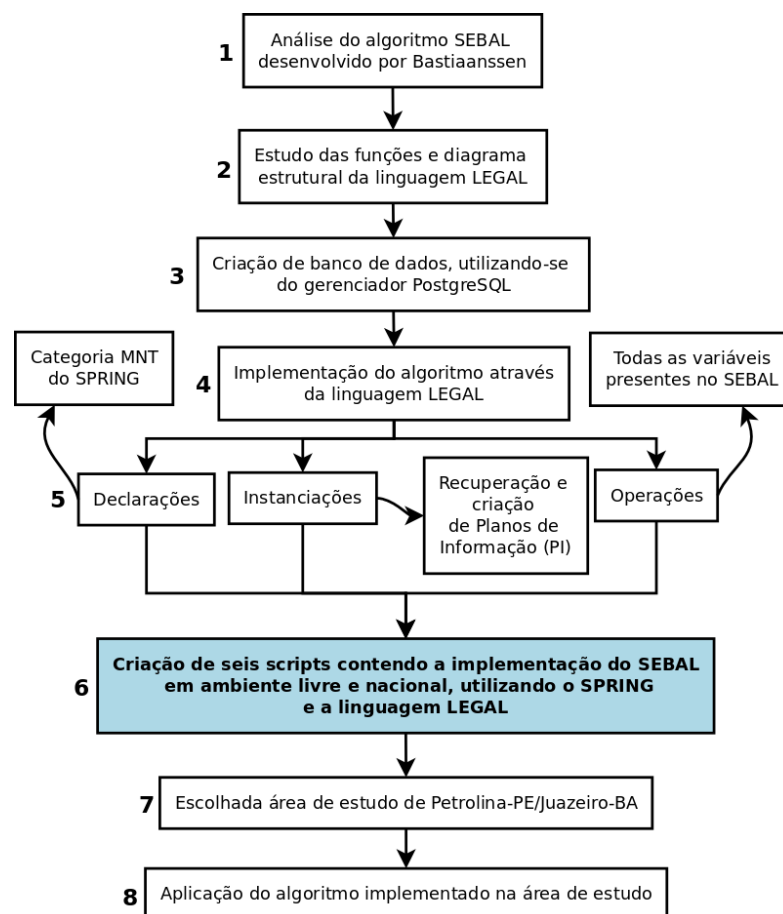 1
Análise do algoritmo SEBAL
desenvolvido por Bastiaanssen
2
Estudo das funções e diagrama
estrutural da linguagem LEGAL
3
Criação de banco de dados, utilizando-se
do gerenciador PostgreSQL
Categoria MNT
do SPRING
4
Implementação do algoritmo através
da linguagem LEGAL
Todas as variáveis
presentes no SEBAL
5
Declarações
Instanciações
Recuperação e
criação
de Planos de
Informação (PI)
Operações
6
Criação de seis scripts contendo a implementação do SEBAL
em ambiente livre e nacional, utilizando o SPRING
e a linguagem LEGAL
7
Escolhada área de estudo de Petrolina-PE/Juazeiro-BA
8
Aplicação do algoritmo implementado na área de estudo